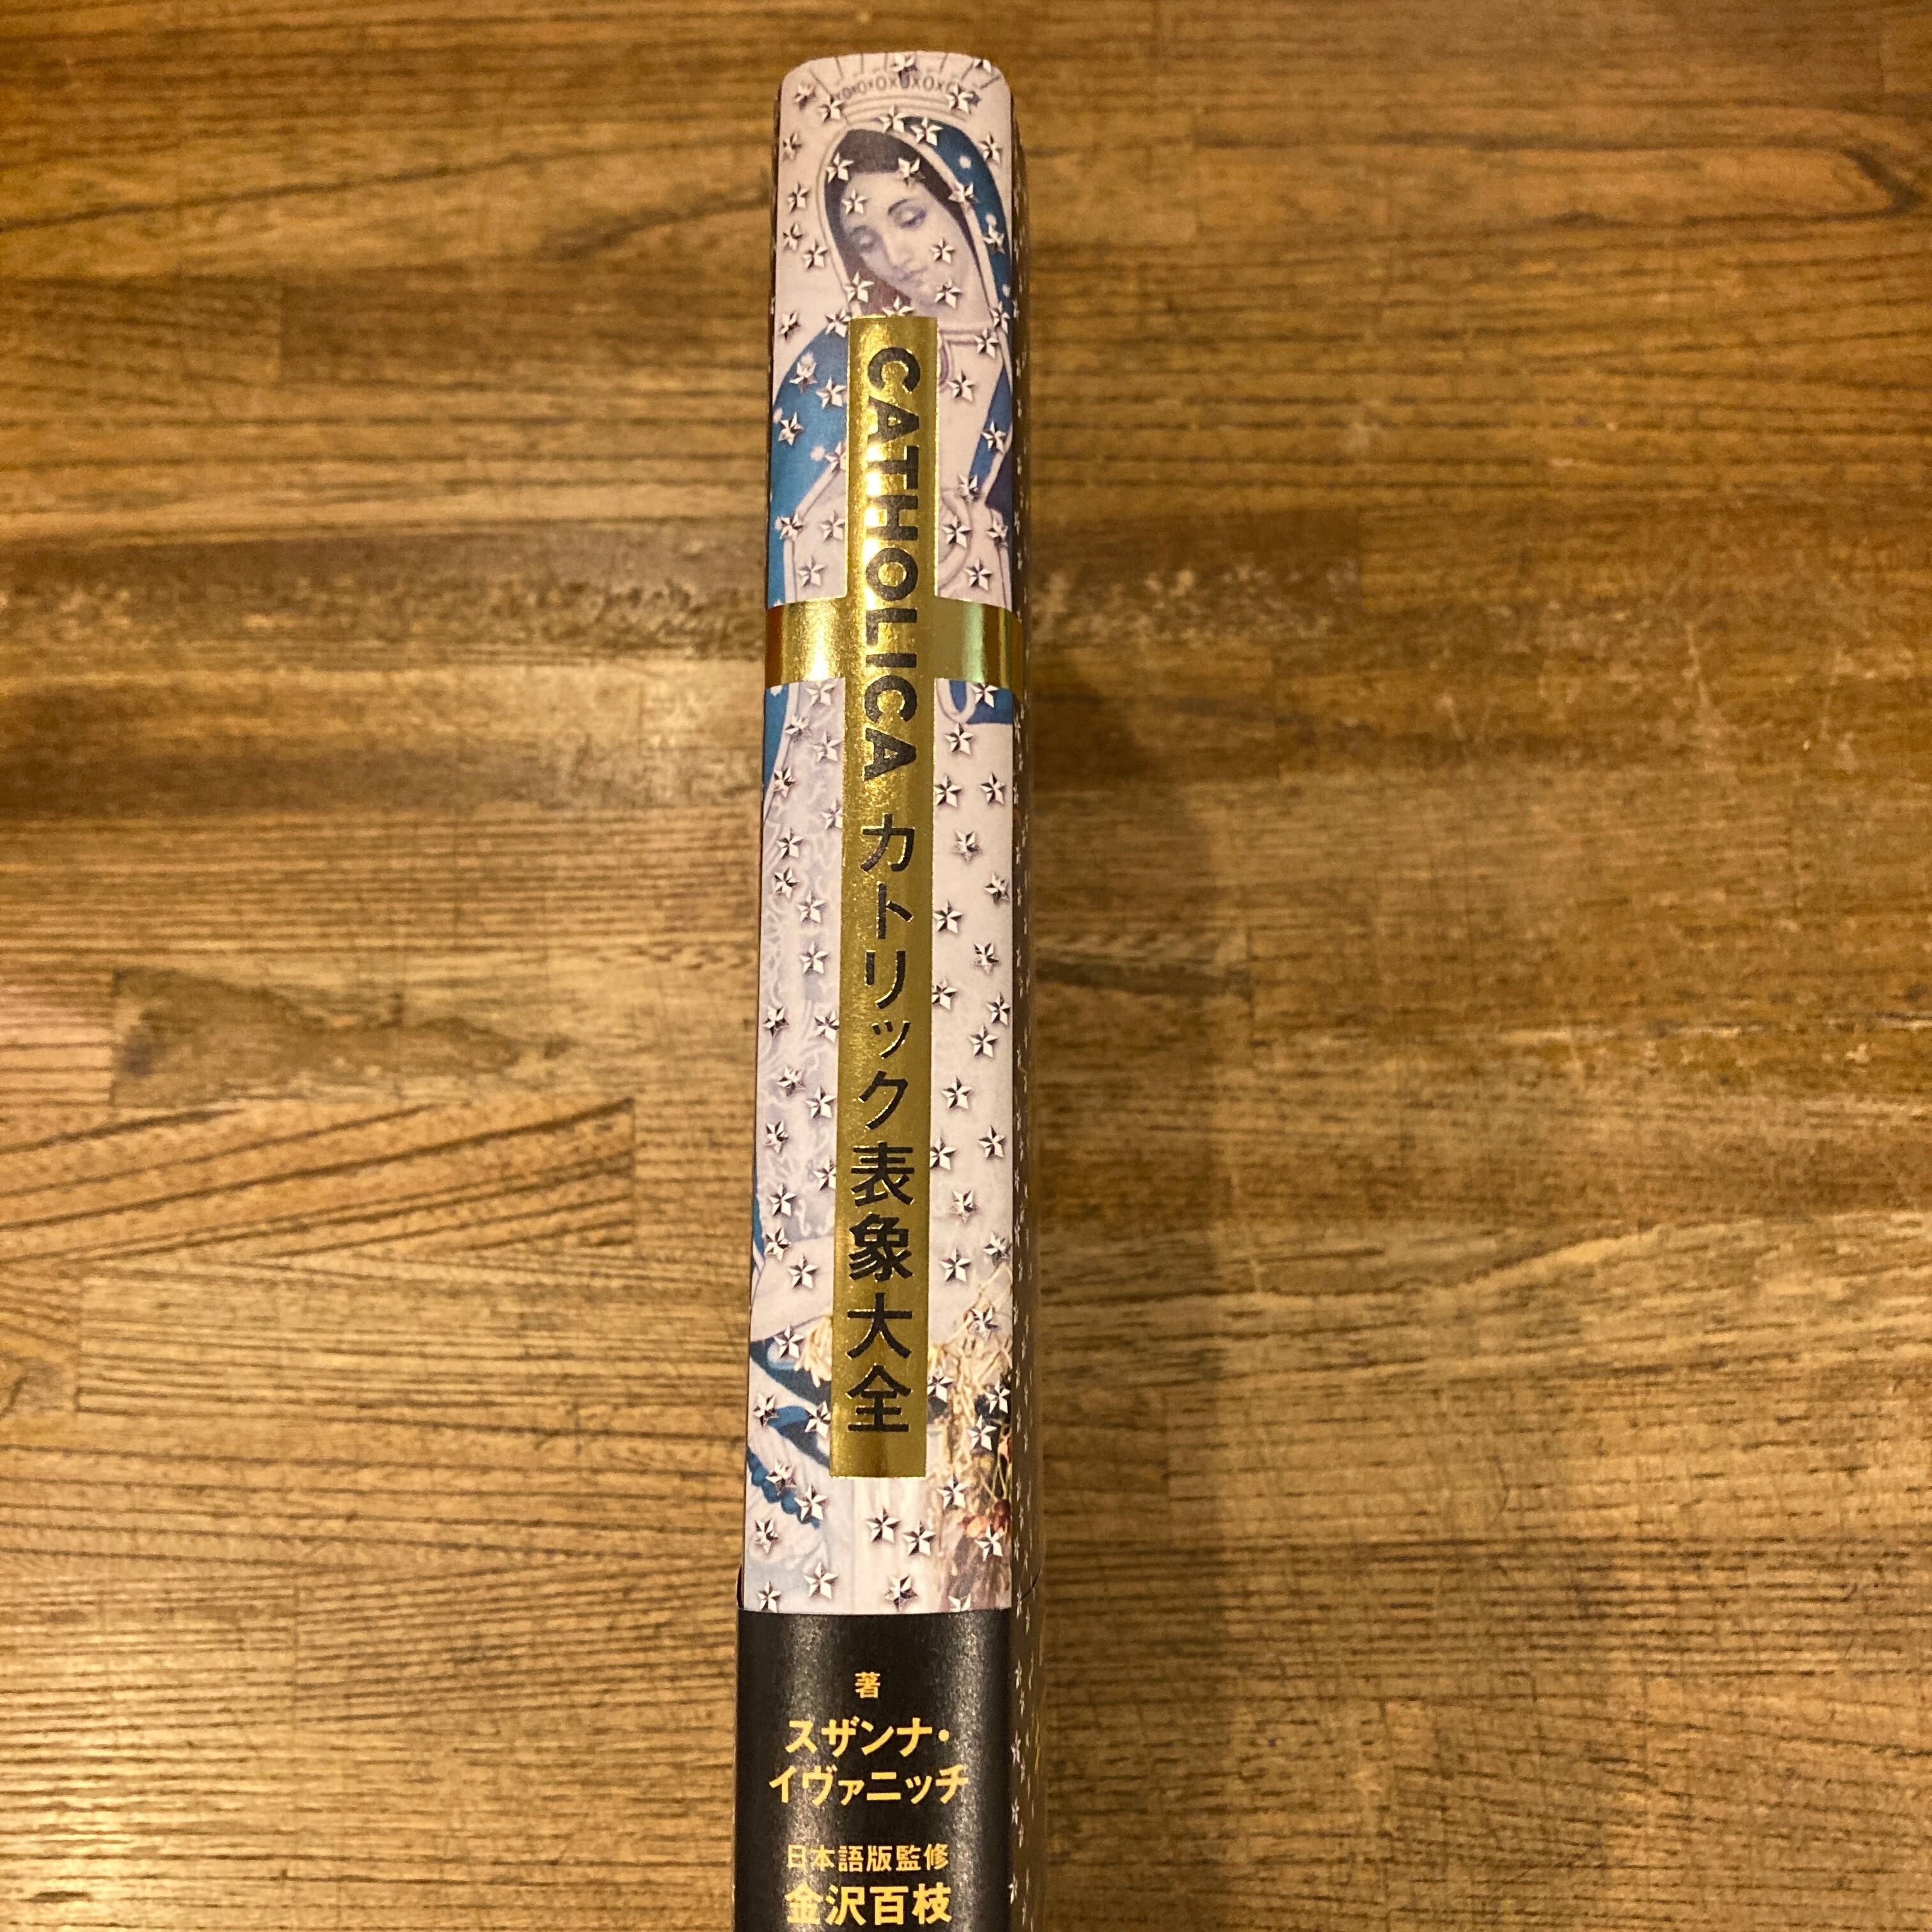 CATHOLICA カトリック表象大全
著
スザンナ・
イヴァニッチ
日本語版監修
金沢百枝